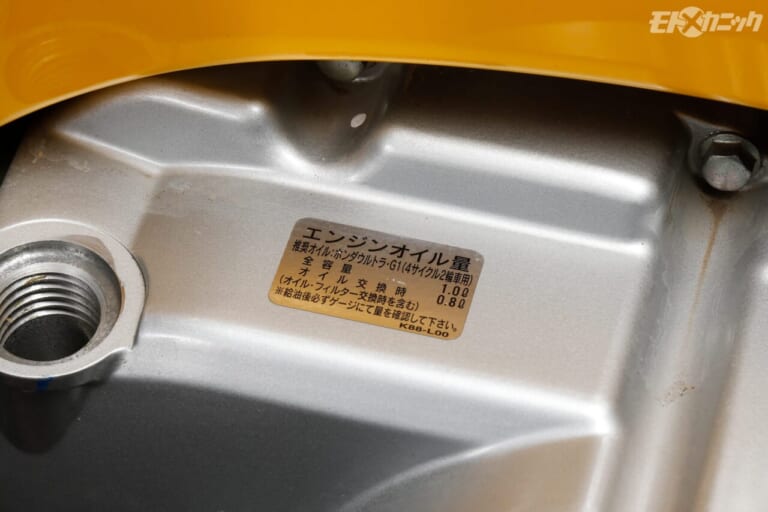 モトメカニック
エンジンオイル量
推奨オイル:ホンダウルトラ・G1(4サイクル2輪車用)
全容量 1.0ℓ
オイル交換時 0.8ℓ
(オイル・フィルター交換時を含む)
※給油後必ずゲージにて量を確認して下さい。
K88-L00